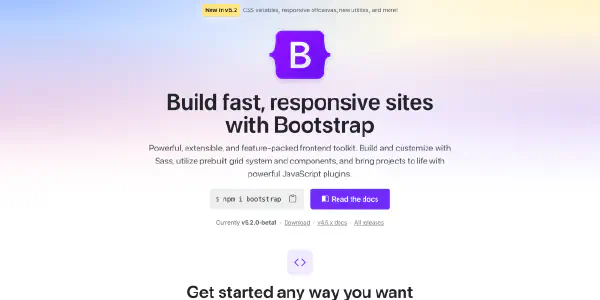 New in v5.2 CSS variables, responsive offcanvas, new utilities, and more!
B
Build fast, responsive sites
with Bootstrap
Powerful, extensible, and feature-packed frontend toolkit. Build and customize with
Sass, utilize prebuilt grid system and components, and bring projects to life with
powerful JavaScript plugins.
$ npm i bootstrap Read the docs
Currently v5.2.0-beta1 · Download · v4.6.x docs · All releases
<>
Get started any way you want